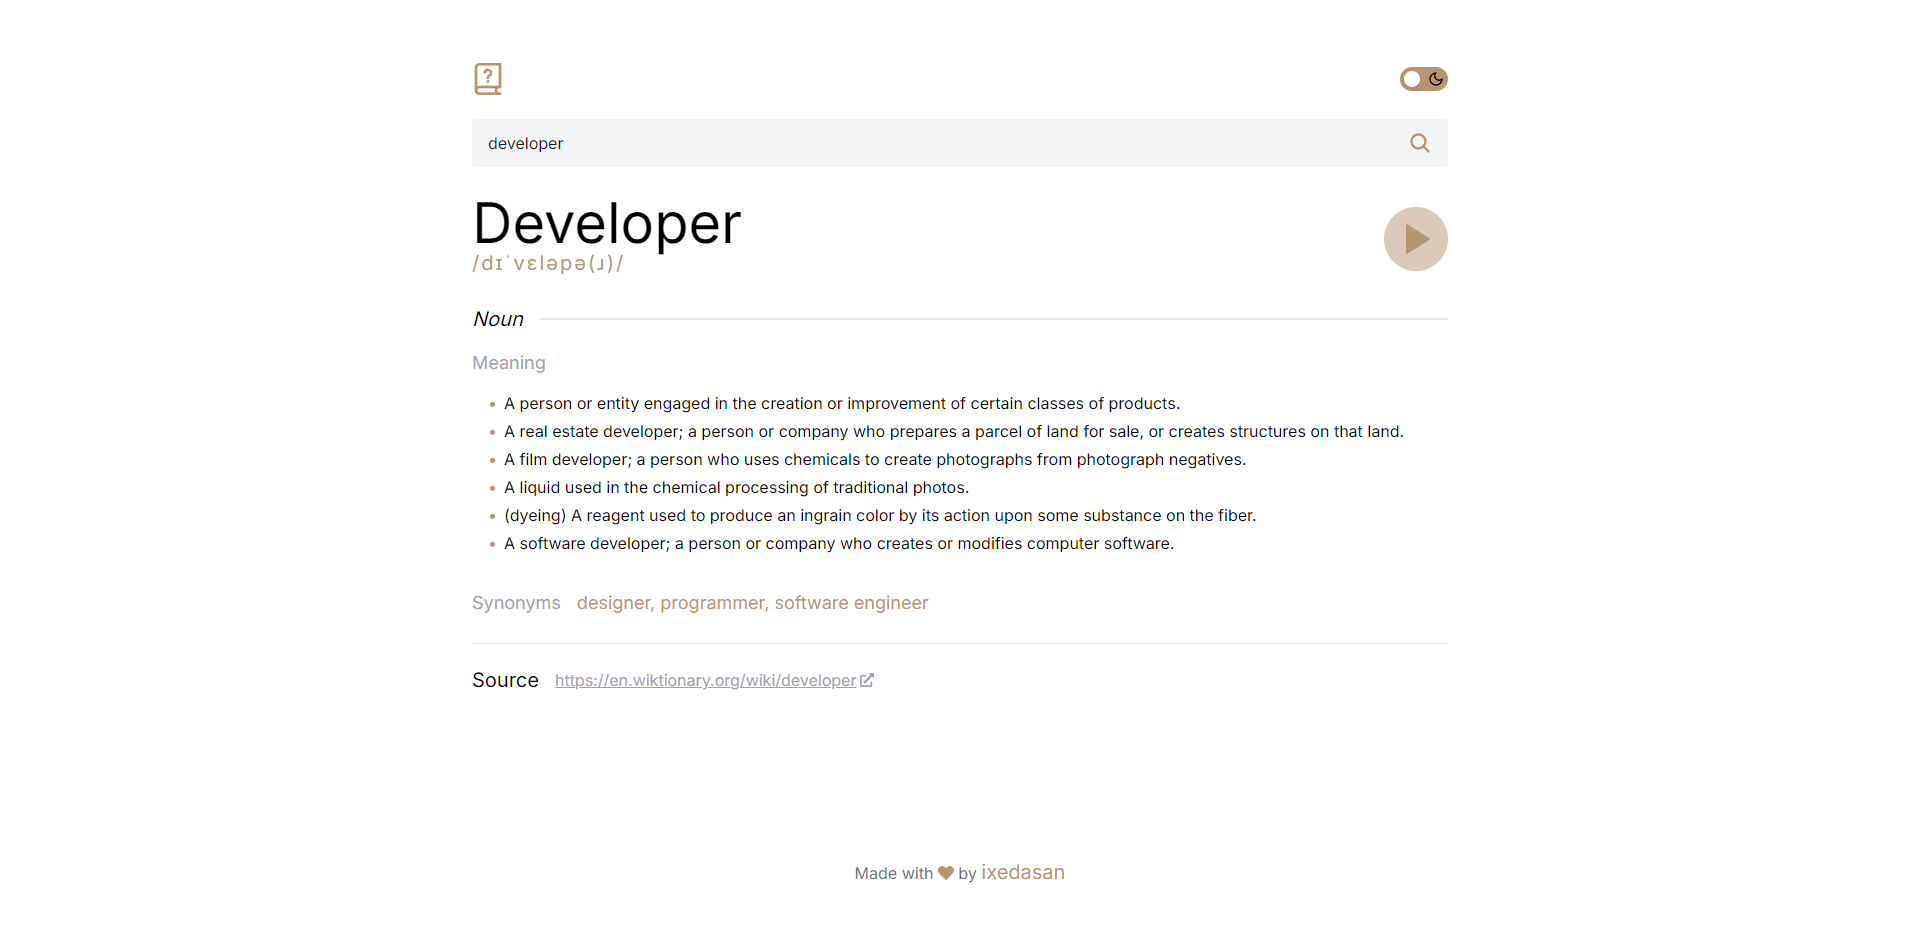 developer
Developer
/dɪˈvɛləpə(ɹ)/
Noun
Meaning
A person or entity engaged in the creation or improvement of certain classes of products.
A real estate developer; a person or company who prepares a parcel of land for sale, or creates structures on that land.
A film developer; a person who uses chemicals to create photographs from photograph negatives.
A liquid used in the chemical processing of traditional photos.
(dyeing) A reagent used to produce an ingrain color by its action upon some substance on the fiber.
A software developer; a person or company who creates or modifies computer software.
Synonyms designer, programmer, software engineer
Source https://en.wiktionary.org/wiki/developer
Made with ♥ by ixedasan